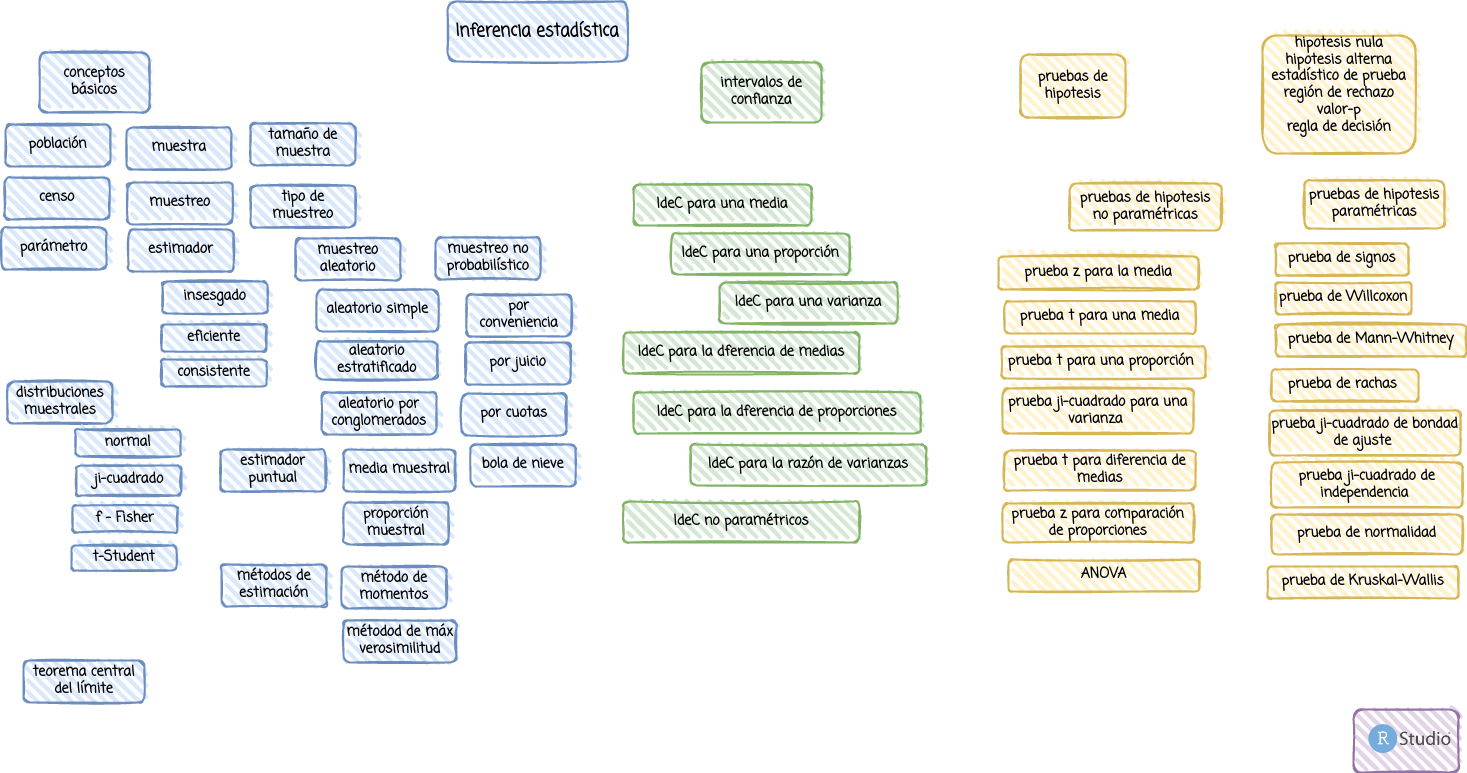 Inferencia estadística
conceptos
básicos
población
muestra
tamaño de
muestra
censo
muestreo
tipo de
muestreo
parámetro
estimador
muestreo
aleatorio
muestreo no
probabilístico
insesgado
eficiente
consistente
aleatorio simple
aleatorio
estratificado
aleatorio por
conglomerados
por
conveniencia
por juicio
por cuotas
bola de nieve
distribuciones
muestrales
normal
ji-cuadrado
f - Fisher
t-Student
estimador
puntual
media muestral
proporción
muestral
métodos de
estimación
método de
momentos
métodod de máx
verosimilitud
teorema central
del límite
intervalos de
confianza
IdeC para una media
IdeC para una proporción
IdeC para una varianza
IdeC para la dferencia de medias
IdeC para la dferencia de proporciones
IdeC para la razón de varianzas
IdeC no paramétricos
pruebas de
hipotesis
hipotesis nula
hipótesis alterna
estadístico de prueba
región de rechazo
valor-p
regla de decisión
pruebas de hipotesis
no paramétricas
prueba z para la media
prueba t para una media
prueba t para una proporción
prueba ji-cuadrado para una
varianza
prueba t para diferencia de
medias
prueba z para comparación
de proporciones
ANOVA
pruebas de hipotesis
paramétricas
prueba de signos
prueba de Willcoxon
prueba de Mann-Whitney
prueba de rachas
prueba ji-cuadrado de bondad
de ajuste
prueba ji-cuadrado de
independencia
prueba de normalidad
prueba de Kruskal-Wallis
R Studio